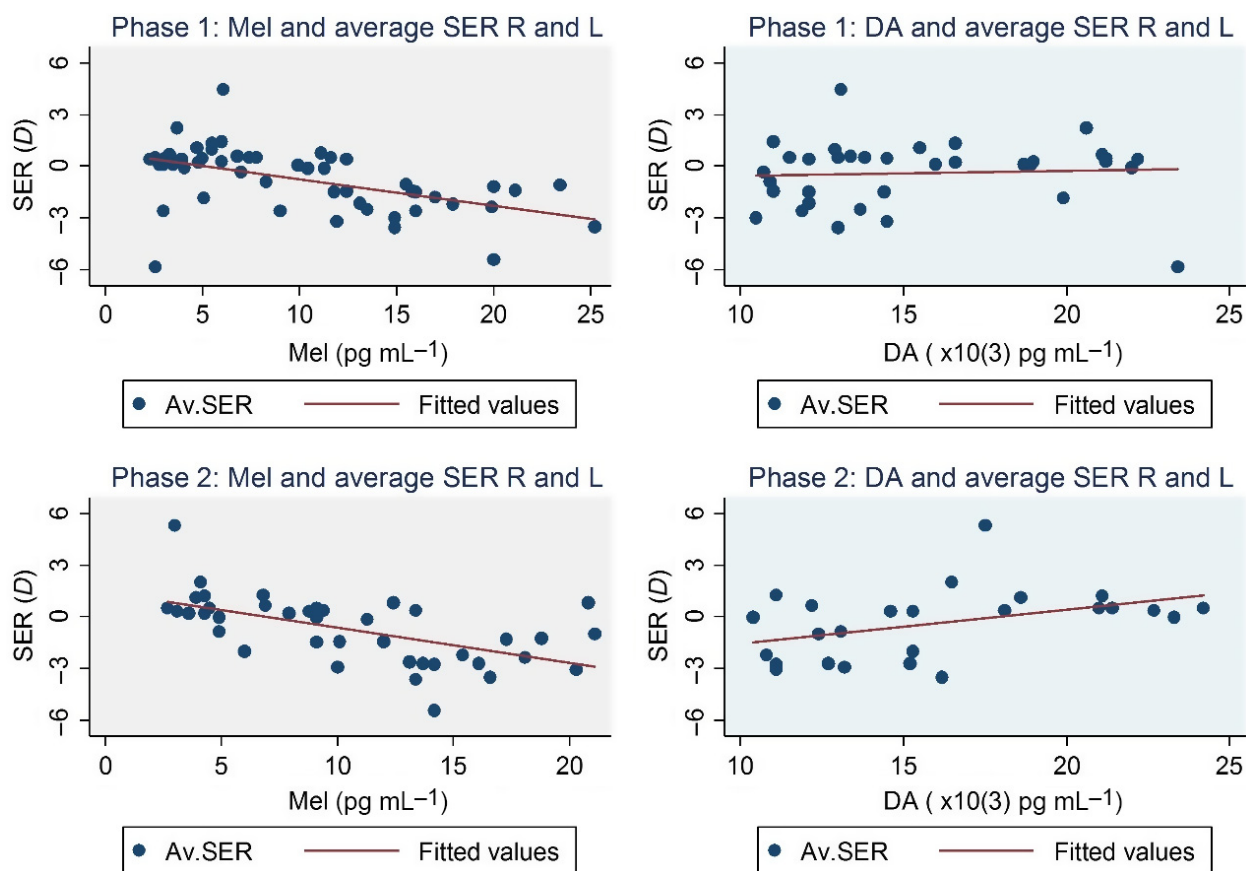 Phase 1: Mel and average SER R and L
SER (D)
6
3
0
−3
−6
0 5 10 15 20 25
Mel (pg mL−1)
Av.SER Fitted values
Phase 1: DA and average SER R and L
SER (D)
6
3
0
−3
−6
10 15 20 25
DA ( x10(3) pg mL−1)
Av.SER Fitted values
Phase 2: Mel and average SER R and L
SER (D)
6
3
0
−3
−6
0 5 10 15 20
Mel (pg mL−1)
Av.SER Fitted values
Phase 2: DA and average SER R and L
SER (D)
6
3
0
−3
−6
10 15 20 25
DA ( x10(3) pg mL−1)
Av.SER Fitted values